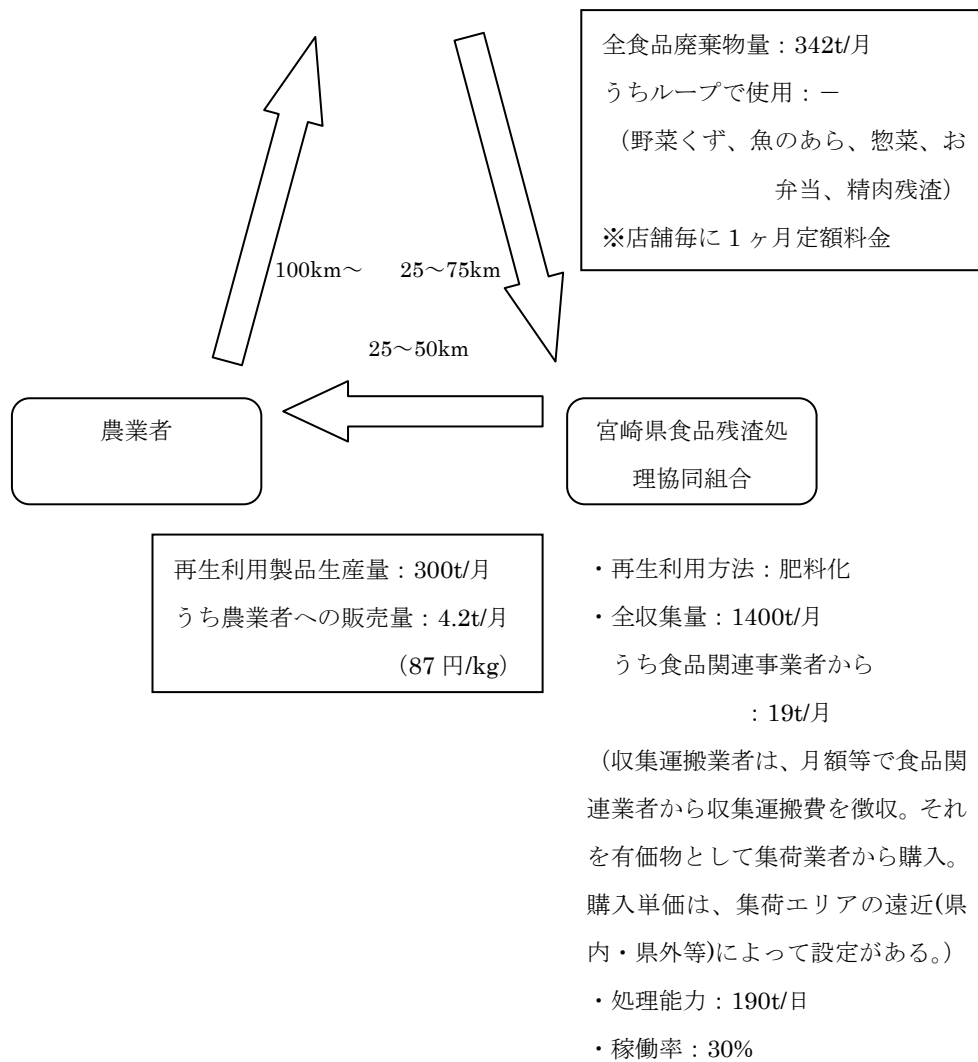 全食品廃棄物量：342t/月
うちループで使用：－
（野菜くず、魚のあら、惣菜、お
弁当、精肉残渣）
※店舗毎に 1 ヶ月定額料金
100km～
25～75km
25～50km
農業者
宮崎県食品残渣処
理協同組合
再生利用製品生産量：300t/月
うち農業者への販売量：4.2t/月
（87 円/kg）
・再生利用方法：肥料化
・全収集量：1400t/月
うち食品関連事業者から
：19t/月
（収集運搬業者は、月額等で食品関
連業者から収集運搬費を徴収。それ
を有価物として集荷業者から購入。
購入単価は、集荷エリアの遠近(県
内・県外等)によって設定がある。）
・処理能力：190t/日
・稼働率：30%